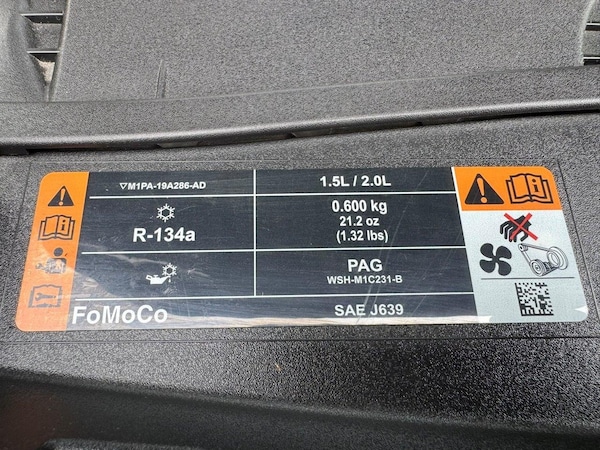 ▽M1PA-19A286-AD
1.5L / 2.0L
R-134a
0.600 kg
21.2 oz
(1.32 lbs)
PAG
WSH-M1C231-B
FoMoCo
SAE J639